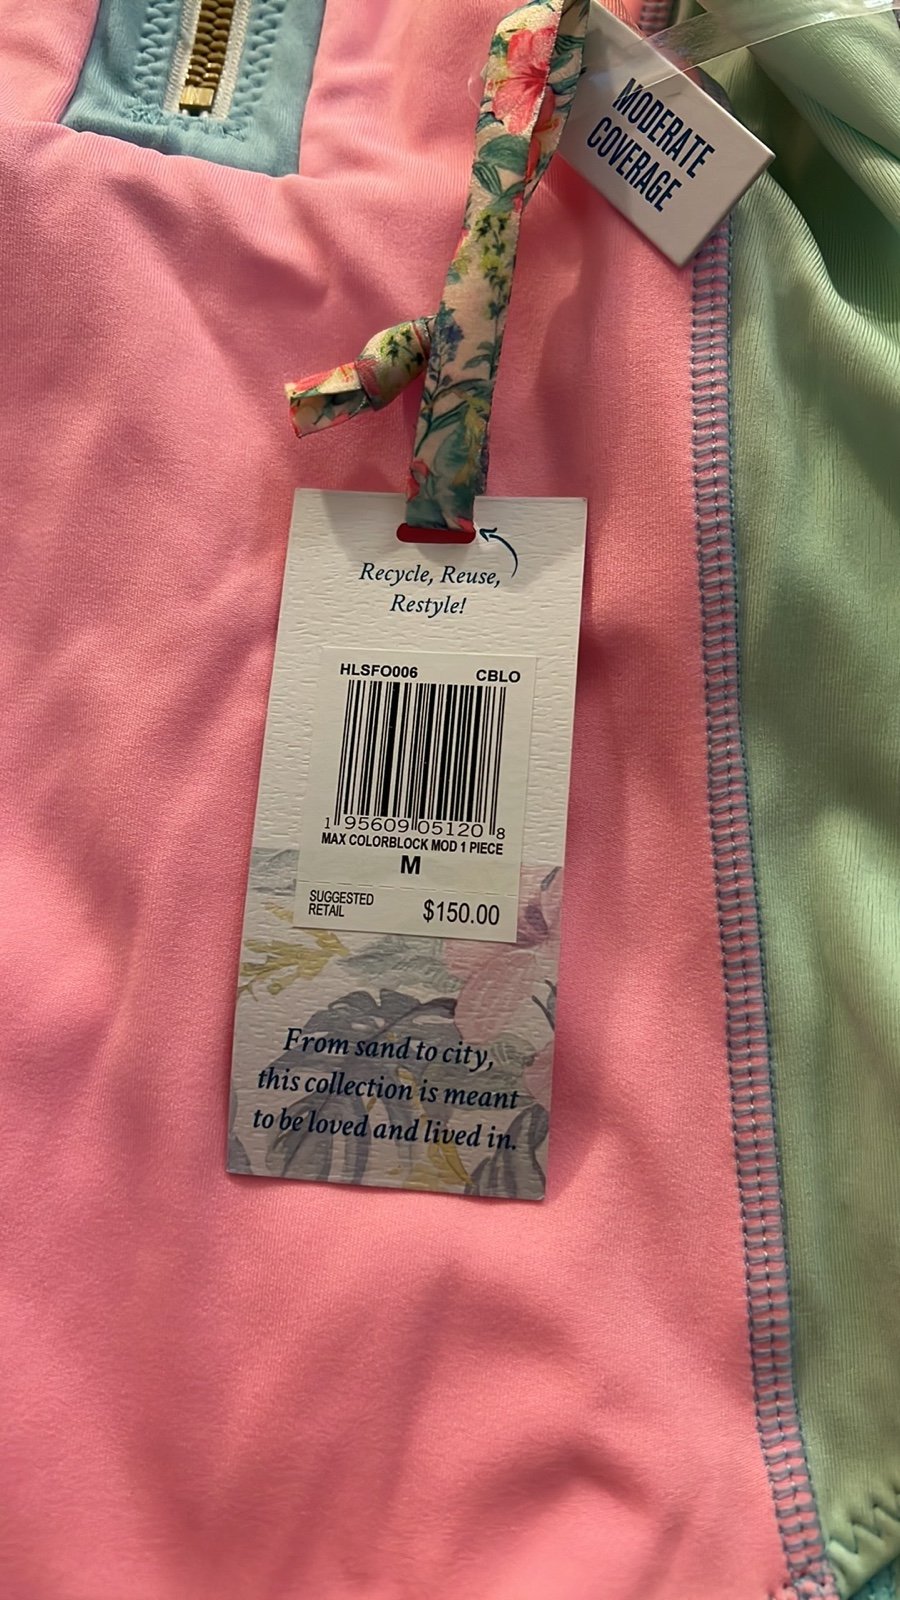 MODERATE
COVERAGE
Recycle, Reuse,
Restyle!
HLSFO006 CBLO
1 95609 05120 8
MAX COLORBLOCK MOD 1 PIECE
M
SUGGESTED
RETAIL $150.00
From sand to city,
this collection is meant
to be loved and lived in.